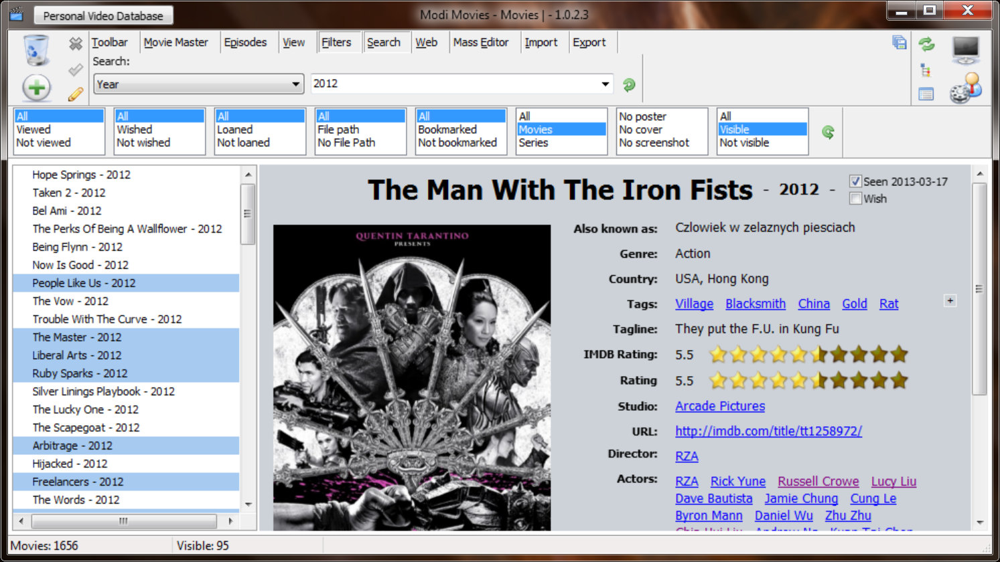 Personal Video Database
Modi Movies - Movies | - 1.0.2.3
Toolbar Movie Master Episodes View Filters Search Web Mass Editor Import Export
Search:
Year 2012
All All All All All All No poster All
Viewed Wished Loaned File path Bookmarked Movies No cover Visible
Not viewed Not wished Not loaned No File Path Not bookmarked Series No screenshot Not visible
Hope Springs - 2012
Taken 2 - 2012
Bel Ami - 2012
The Perks Of Being A Wallflower - 2012
Being Flynn - 2012
Now Is Good - 2012
People Like Us - 2012
The Vow - 2012
Trouble With The Curve - 2012
The Master - 2012
Liberal Arts - 2012
Ruby Sparks - 2012
Silver Linings Playbook - 2012
The Lucky One - 2012
The Scapegoat - 2012
Arbitrage - 2012
Hijacked - 2012
Freelancers - 2012
The Words - 2012
The Man With The Iron Fists - 2012 -
Seen 2013-03-17
Wish
QUENTIN TARANTINO
PRESENTS
Also known as: Czlowiek w zelaznych piesciach
Genre: Action
Country: USA, Hong Kong
Tags: Village Blacksmith China Gold Rat +
Tagline: They put the F.U. in Kung Fu
IMDB Rating: 5.5
Rating 5.5
Studio: Arcade Pictures
URL: http://imdb.com/title/tt1258972/
Director: RZA
Actors: RZA Rick Yune Russell Crowe Lucy Liu
Dave Bautista Jamie Chung Cung Le
Byron Mann Daniel Wu Zhu Zhu
Movies: 1656 Visible: 95